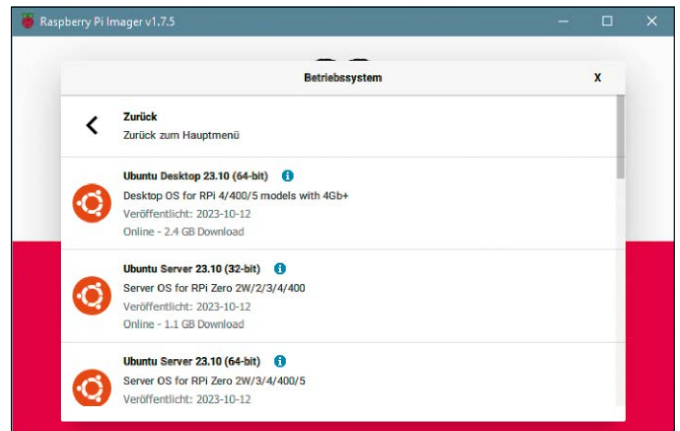 Raspberry Pi Imager v1.7.5
Betriebssystem
X
Zurück
Zurück zum Hauptmenü
Ubuntu Desktop 23.10 (64-bit)
Desktop OS for RPi 4/400/5 models with 4Gb+
Veröffentlicht: 2023-10-12
Online - 2.4 GB Download
Ubuntu Server 23.10 (32-bit)
Server OS for RPi Zero 2W/2/3/4/400
Veröffentlicht: 2023-10-12
Online - 1.1 GB Download
Ubuntu Server 23.10 (64-bit)
Server OS for RPi Zero 2W/3/4/400/5
Veröffentlicht: 2023-10-12